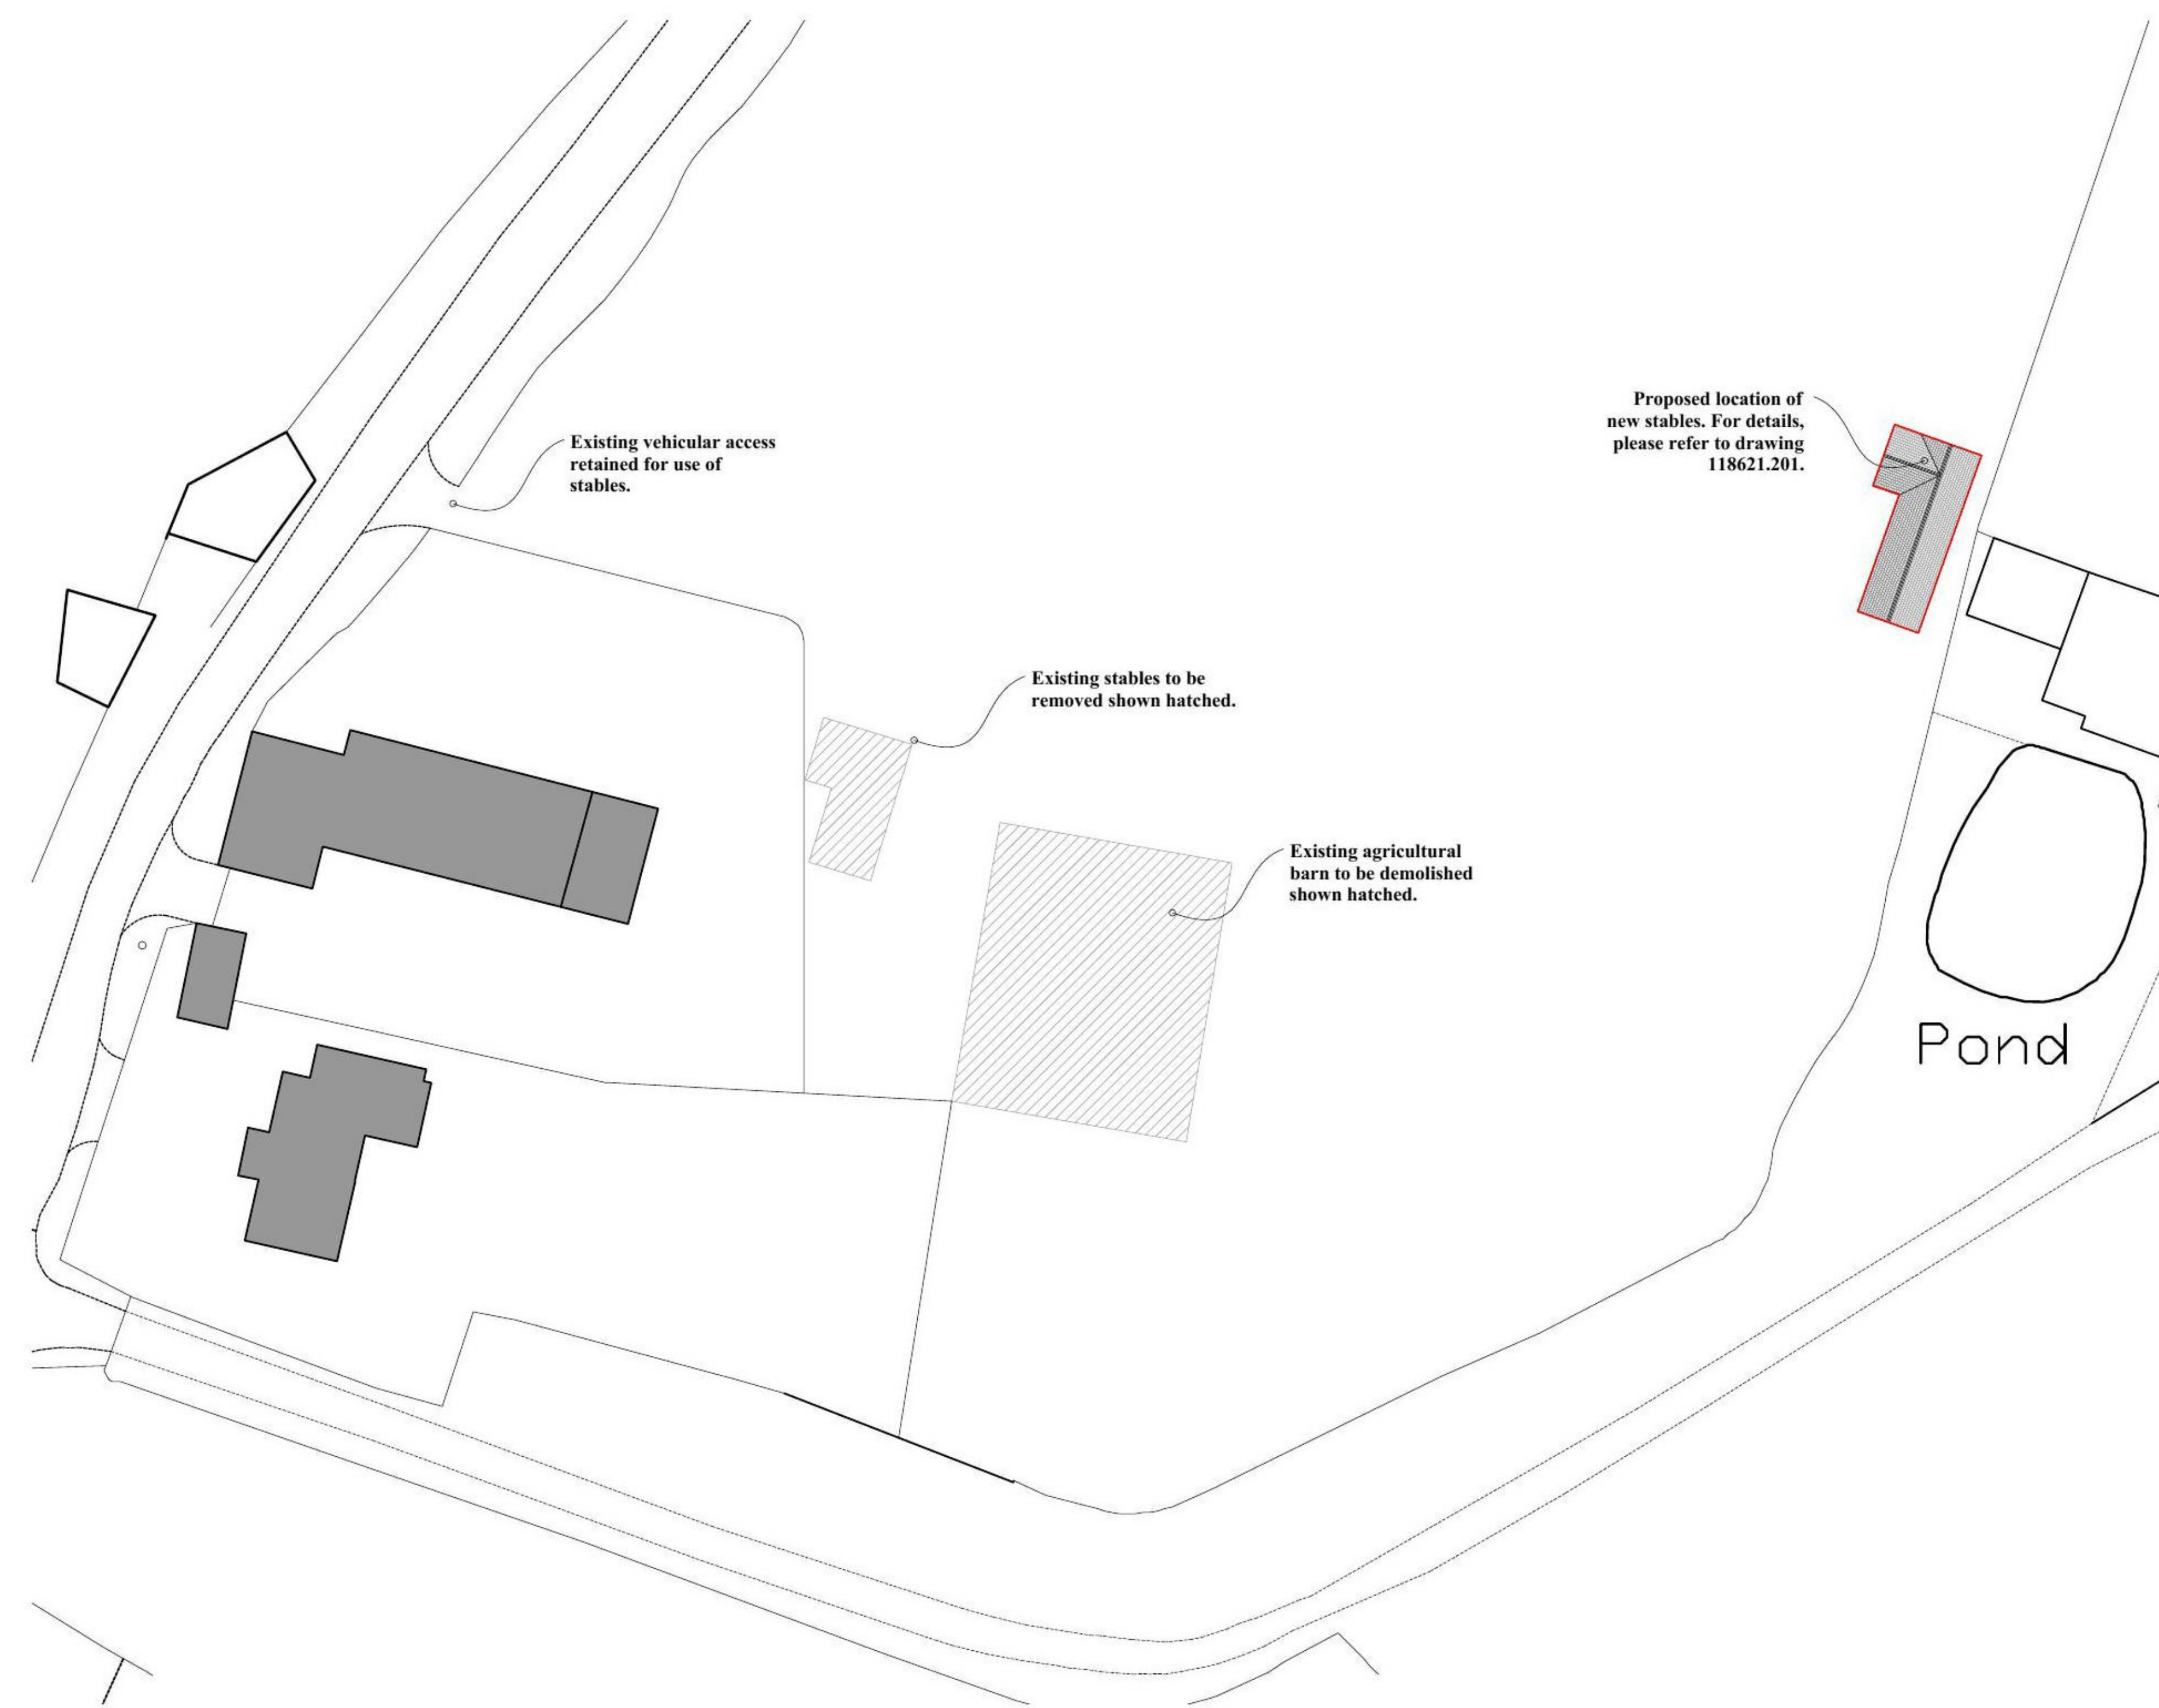 Proposed location of
new stables. For details,
please refer to drawing
118621.201.
Existing vehicular access
retained for use of
stables.
Existing stables to be
removed shown hatched.
Existing agricultural
barn to be demolished
shown hatched.
Pond